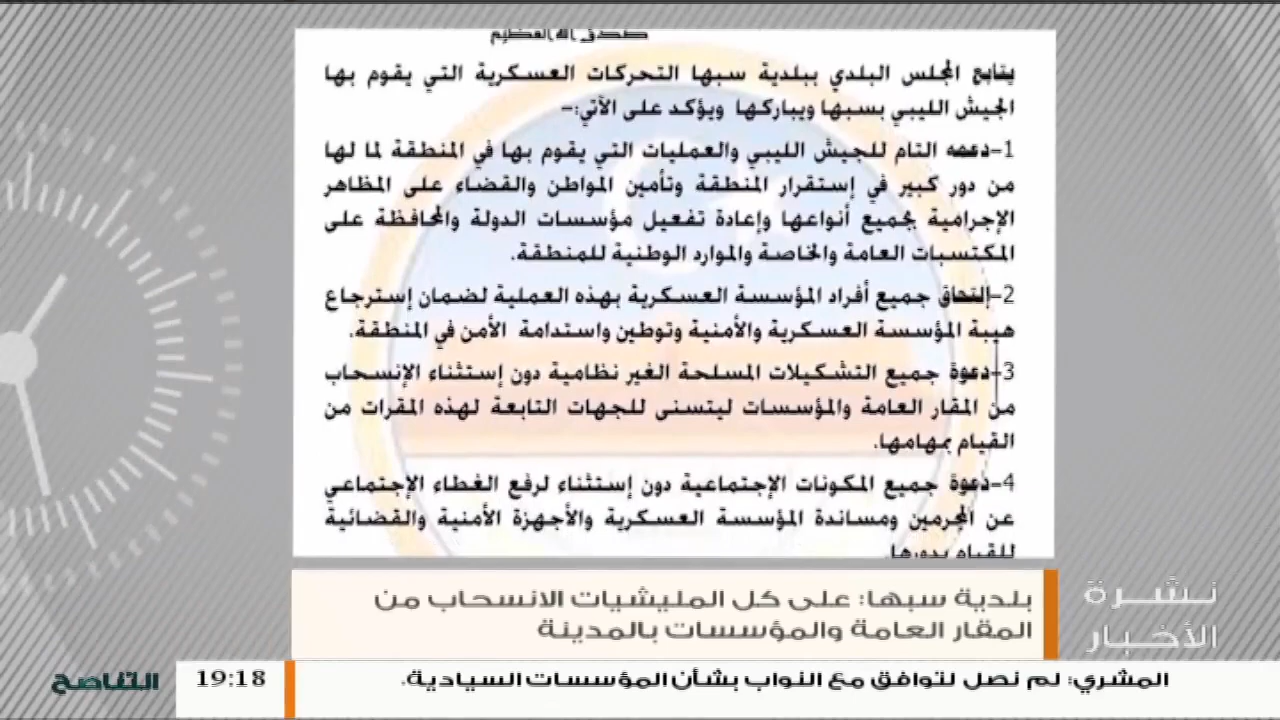 صدق الله العظيم
يتابع المجلس البلدي ببلدية سبها التحركات العسكرية التي يقوم بها
الجيش الليبي بسبها ويباركها ويؤكد على الآتي:-
1-دعمه التام للجيش الليبي والعمليات التي يقوم بها في المنطقة لما لها
من دور كبير في إستقرار المنطقة وتأمين المواطن والقضاء على المظاهر
الإجرامية بجميع أنواعها وإعادة تفعيل مؤسسات الدولة والمحافظة على
المكتسبات العامة والخاصة والموارد الوطنية للمنطقة.
2-إلتحاق جميع أفراد المؤسسة العسكرية بهذه العملية لضمان إسترجاع
هيبة المؤسسة العسكرية والأمنية وتوطين واستدامة الأمن في المنطقة.
3-دعوة جميع التشكيلات المسلحة الغير نظامية دون إستثناء الإنسحاب
من المقار العامة والمؤسسات ليتسنى للجهات التابعة لهذه المقرات من
القيام بمهامها.
4-دعوة جميع المكونات الإجتماعية دون إستثناء لرفع الغطاء الإجتماعي
عن المجرمين ومساندة المؤسسة العسكرية والأجهزة الأمنية والقضائية
للقيام بدورها.
نشرة
الأخبار
بلدية سبها: على كل المليشيات الانسحاب من
المقار العامة والمؤسسات بالمدينة
المشري: لم نصل لتوافق مع النواب بشأن المؤسسات السيادية.
19:18
التناصح